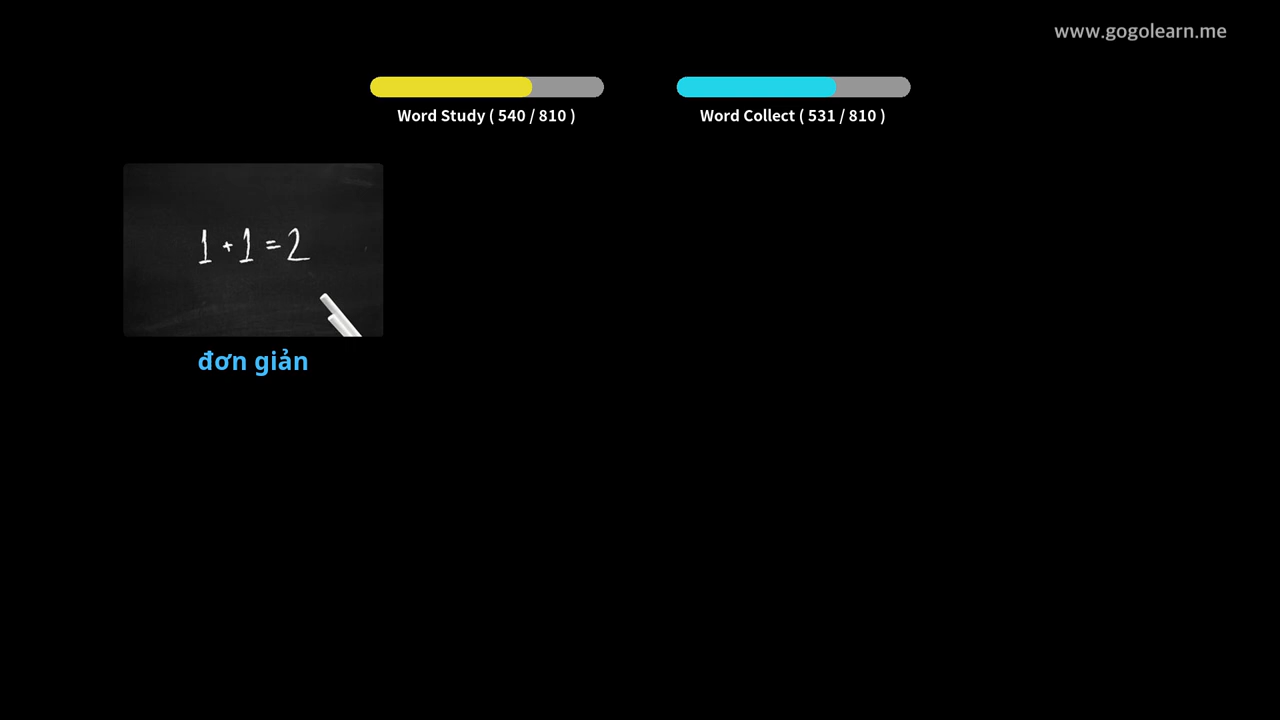 www.gogolearn.me
Word Study ( 540 / 810 )
Word Collect ( 531 / 810 )
1 + 1 = 2
đơn giản